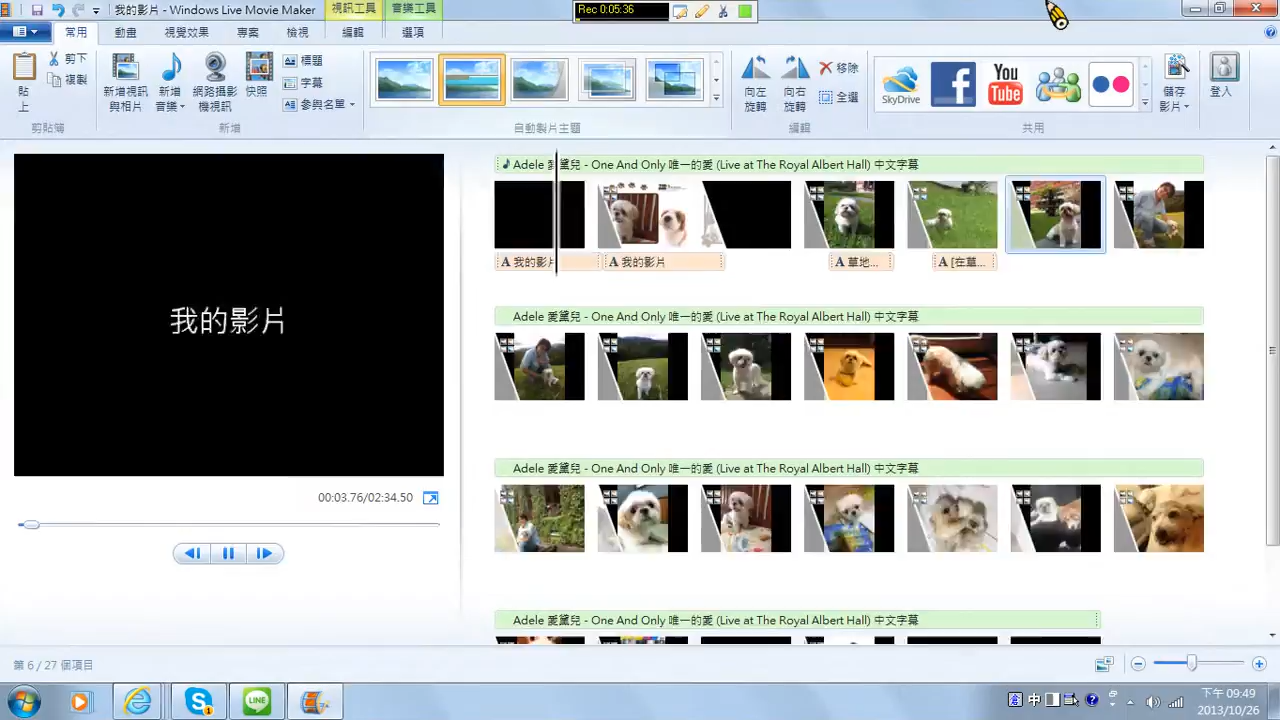 我的影片 - Windows Live Movie Maker
視訊工具
音樂工具
Rec 0:05:36
常用
動畫
視覺效果
專案
檢視
編輯
選項
貼上
剪下
複製
剪貼簿
新增視訊與相片
新增音樂
網路攝影機視訊
快照
標題
字幕
參與名單
新增
自動製片主題
向左旋轉
向右旋轉
移除
全選
編輯
SkyDrive
You Tube
共用
儲存影片
登入
Adele 愛黛兒 - One And Only 唯一的愛 (Live at The Royal Albert Hall) 中文字幕
A 我的影片
A 我的影片
A 草地...
A [在草...
我的影片
Adele 愛黛兒 - One And Only 唯一的愛 (Live at The Royal Albert Hall) 中文字幕
Adele 愛黛兒 - One And Only 唯一的愛 (Live at The Royal Albert Hall) 中文字幕
00:03.76/02:34.50
Adele 愛黛兒 - One And Only 唯一的愛 (Live at The Royal Albert Hall) 中文字幕
第 6 / 27 個項目
LINE
中
下午 09:49
2013/10/26